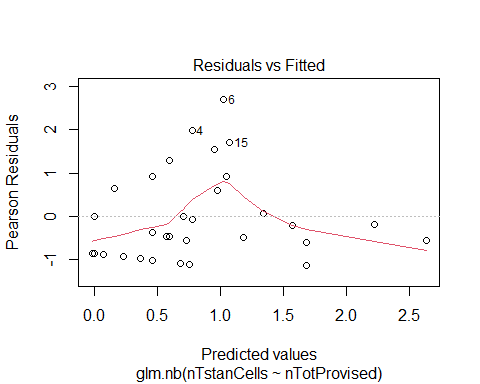 Residuals vs Fitted
Pearson Residuals
3
2
1
0
-1
6
4
15
0.0 0.5 1.0 1.5 2.0 2.5
Predicted values
glm.nb(nTstanCells ~ nTotProvised)